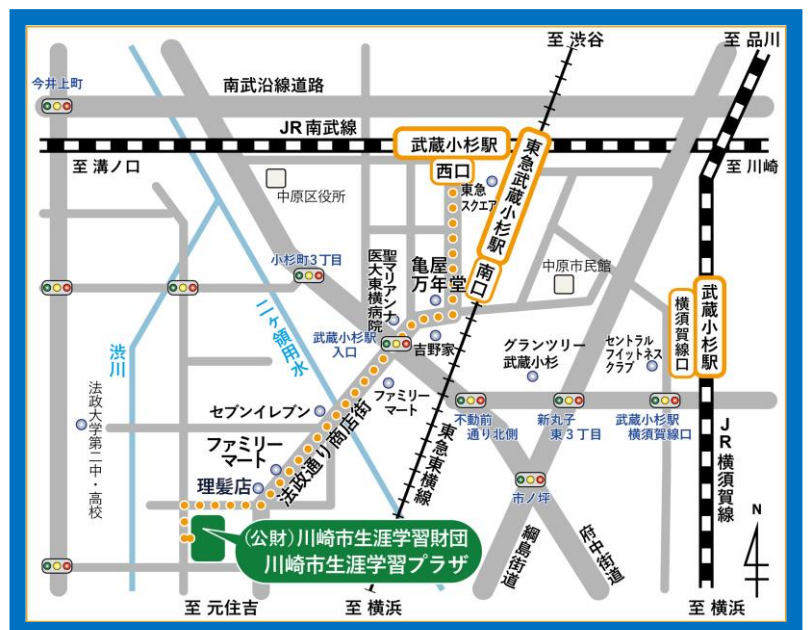 至 渋谷
至 品川
今井上町
南武沿線道路
JR南武線
武蔵小杉駅
西口
至 溝ノ口
至 川崎
東急武蔵小杉駅
南口
東急
スクエア
中原区役所
小杉町3丁目
聖マリアンナ
医大東横病院
亀屋
万年堂
中原市民館
武蔵小杉駅
横須賀線口
二ヶ領用水
渋川
武蔵小杉駅
入口
吉野家
グランツリー
武蔵小杉
セントラル
フイットネス
クラブ
ファミリー
マート
セブンイレブン
法政大学第二中・高校
不動前
通り北側
新丸子
東3丁目
武蔵小杉駅
横須賀線口
法政通り商店街
東急東横線
JR横須賀線
ファミリー
マート
理髪店
市ノ坪
N
(公財)川崎市生涯学習財団
川崎市生涯学習プラザ
綱島街道
府中街道
至 元住吉
至 横浜
至 横浜